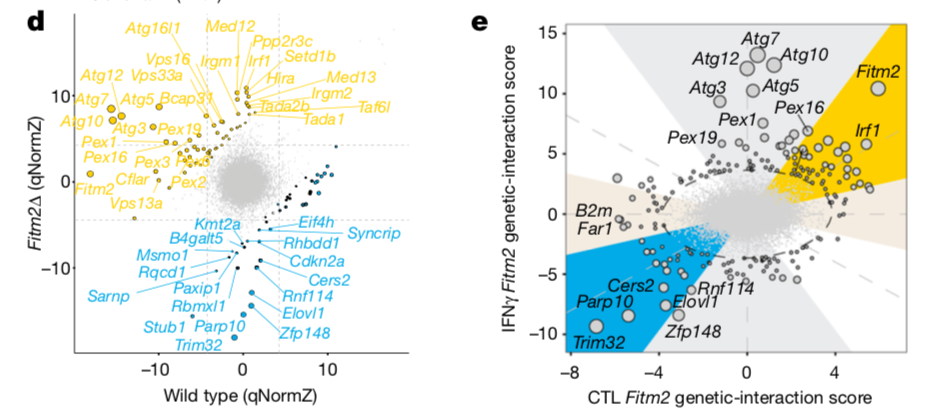 d
e
Atg16l1
Med12
Ppp2r3c
Vps16
Irgm1
Irf1
Setd1b
Atg12
Vps33a
Hira
Med13
Atg7
Atg5
Bcap31
Irgm2
Tada2b
Taf6l
Atg10
Atg3
Pex19
Tada1
Pex1
Pex16
Pex3
Fitm2
Cflar
Pex2
Vps13a
Kmt2a
Eif4h
B4galt5
Syncrip
Msmo1
Rhbdd1
Rqcd1
Cdkn2a
Sarnp
Paxip1
Cers2
Rbmxl1
Rnf114
Elovl1
Stub1
Parp10
Zfp148
Trim32
10
0
−10
−10
0
10
Fitm2Δ (qNormZ)
Wild type (qNormZ)
15
10
5
0
−5
−10
−8
−4
0
4
IFNγ Fitm2 genetic-interaction score
CTL Fitm2 genetic-interaction score
Atg7
Atg12
Atg10
Fitm2
Atg3
Atg5
Pex1
Pex16
Pex19
Irf1
B2m
Far1
Cers2
Rnf114
Parp10
Elovl1
Trim32
Zfp148